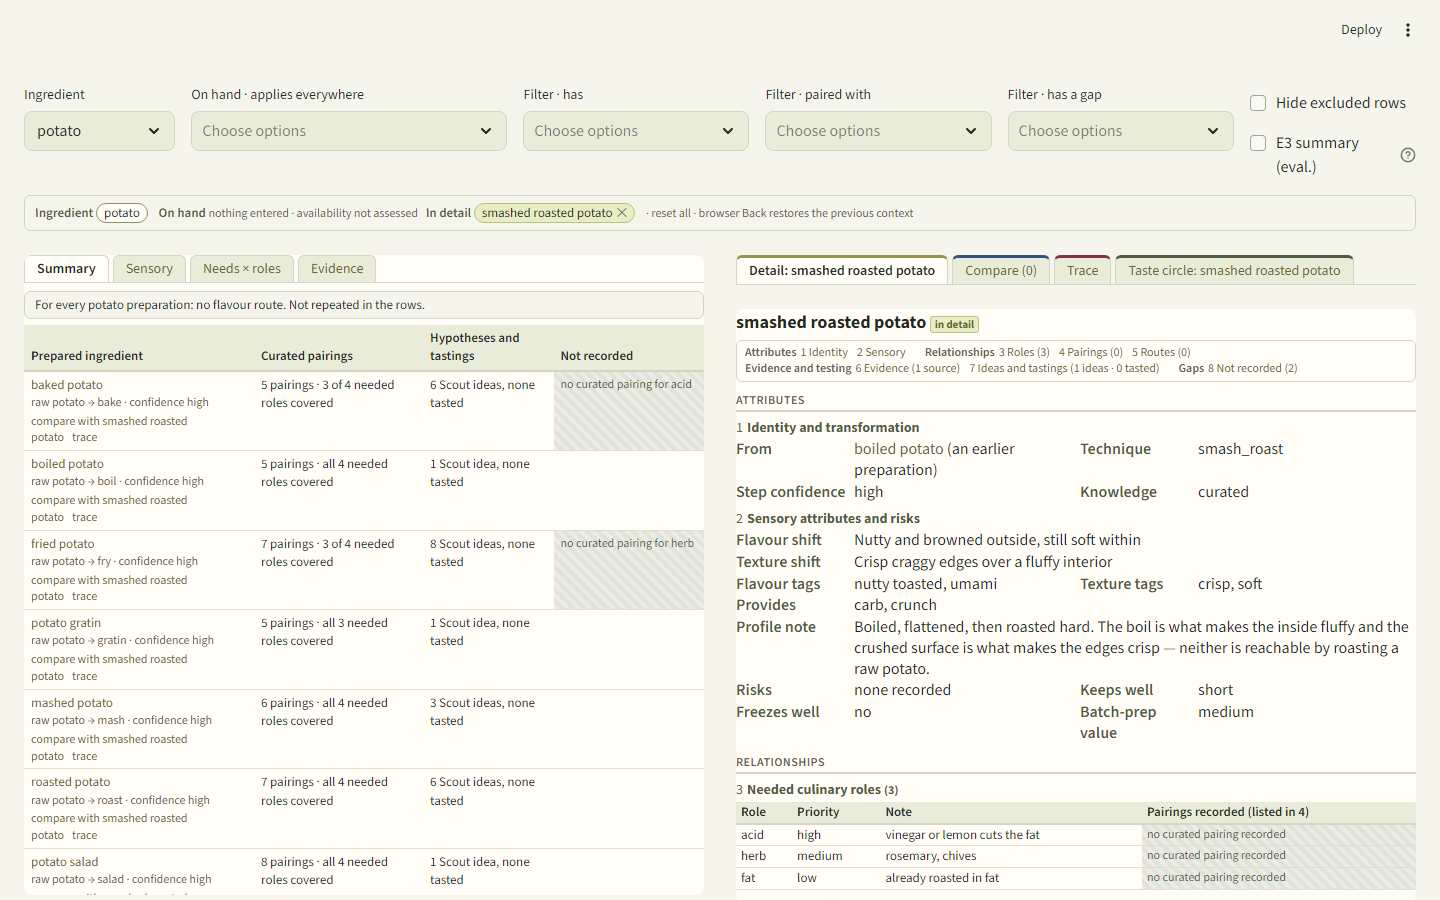 Deploy
Ingredient
On hand · applies everywhere
Filter · has
Filter · paired with
Filter · has a gap
potato
Choose options
Choose options
Choose options
Choose options
Hide excluded rows
E3 summary
(eval.)
Ingredient potato On hand nothing entered · availability not assessed In detail smashed roasted potato · reset all · browser Back restores the previous context
Summary
Sensory
Needs × roles
Evidence
For every potato preparation: no flavour route. Not repeated in the rows.
Prepared ingredient
Curated pairings
Hypotheses and
tastings
Not recorded
baked potato
raw potato → bake · confidence high
compare with smashed roasted
potato trace
5 pairings · 3 of 4 needed
roles covered
6 Scout ideas, none
tasted
no curated pairing for acid
boiled potato
raw potato → boil · confidence high
compare with smashed roasted
potato trace
5 pairings · all 4 needed
roles covered
1 Scout idea, none
tasted
fried potato
raw potato → fry · confidence high
compare with smashed roasted
potato trace
7 pairings · 3 of 4 needed
roles covered
8 Scout ideas, none
tasted
no curated pairing for herb
potato gratin
raw potato → gratin · confidence high
compare with smashed roasted
potato trace
5 pairings · all 3 needed
roles covered
1 Scout idea, none
tasted
mashed potato
raw potato → mash · confidence high
compare with smashed roasted
potato trace
6 pairings · all 4 needed
roles covered
3 Scout ideas, none
tasted
roasted potato
raw potato → roast · confidence high
compare with smashed roasted
potato trace
7 pairings · all 4 needed
roles covered
6 Scout ideas, none
tasted
potato salad
raw potato → salad · confidence high
8 pairings · all 4 needed
roles covered
1 Scout idea, none
tasted
Detail: smashed roasted potato
Compare (0)
Trace
Taste circle: smashed roasted potato
smashed roasted potato in detail
Attributes 1 Identity 2 Sensory Relationships 3 Roles (3) 4 Pairings (0) 5 Routes (0)
Evidence and testing 6 Evidence (1 source) 7 Ideas and tastings (1 ideas · 0 tasted) Gaps 8 Not recorded (2)
ATTRIBUTES
1 Identity and transformation
From boiled potato (an earlier
preparation)
Technique smash_roast
Step confidence high
Knowledge curated
2 Sensory attributes and risks
Flavour shift Nutty and browned outside, still soft within
Texture shift Crisp craggy edges over a fluffy interior
Flavour tags nutty toasted, umami
Texture tags crisp, soft
Provides carb, crunch
Profile note Boiled, flattened, then roasted hard. The boil is what makes the inside fluffy and the
crushed surface is what makes the edges crisp — neither is reachable by roasting a
raw potato.
Risks none recorded
Keeps well short
Freezes well no
Batch-prep
value
medium
RELATIONSHIPS
3 Needed culinary roles (3)
Role Priority Note Pairings recorded (listed in 4)
acid high vinegar or lemon cuts the fat no curated pairing recorded
herb medium rosemary, chives no curated pairing recorded
fat low already roasted in fat no curated pairing recorded